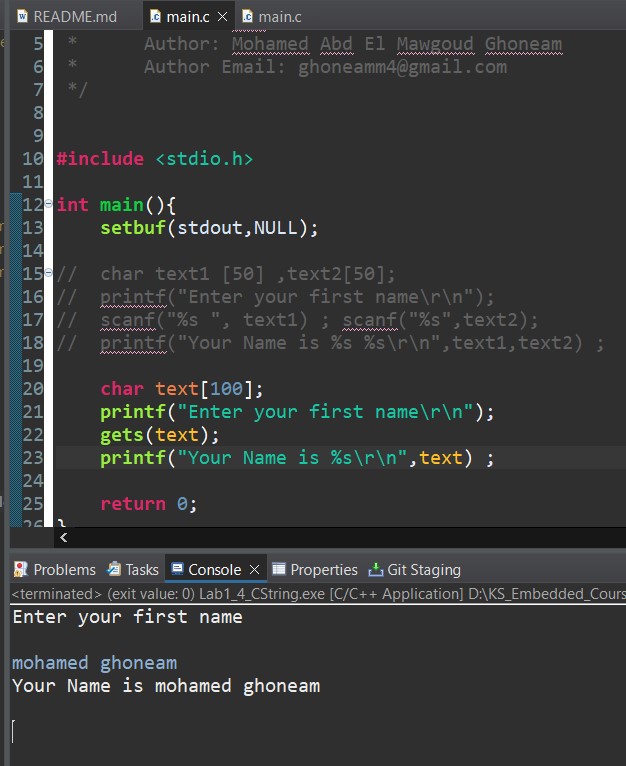 README.md main.c main.c
5 * Author: Mohamed Abd El Mawgoud Ghoneam
6 * Author Email: ghoneamm4@gmail.com
7 */
8
9
10 #include <stdio.h>
11
12 int main(){
13 setbuf(stdout,NULL);
14
15 // char text1 [50] ,text2[50];
16 // printf("Enter your first name\r\n");
17 // scanf("%s ", text1) ; scanf("%s",text2);
18 // printf("Your Name is %s %s\r\n",text1,text2) ;
19
20 char text[100];
21 printf("Enter your first name\r\n");
22 gets(text);
23 printf("Your Name is %s\r\n",text) ;
24
25 return 0;
26 }
Problems Tasks Console Properties Git Staging
<terminated> (exit value: 0) Lab1_4_CString.exe [C/C++ Application] D:\KS_Embedded_Cours
Enter your first name
mohamed ghoneam
Your Name is mohamed ghoneam